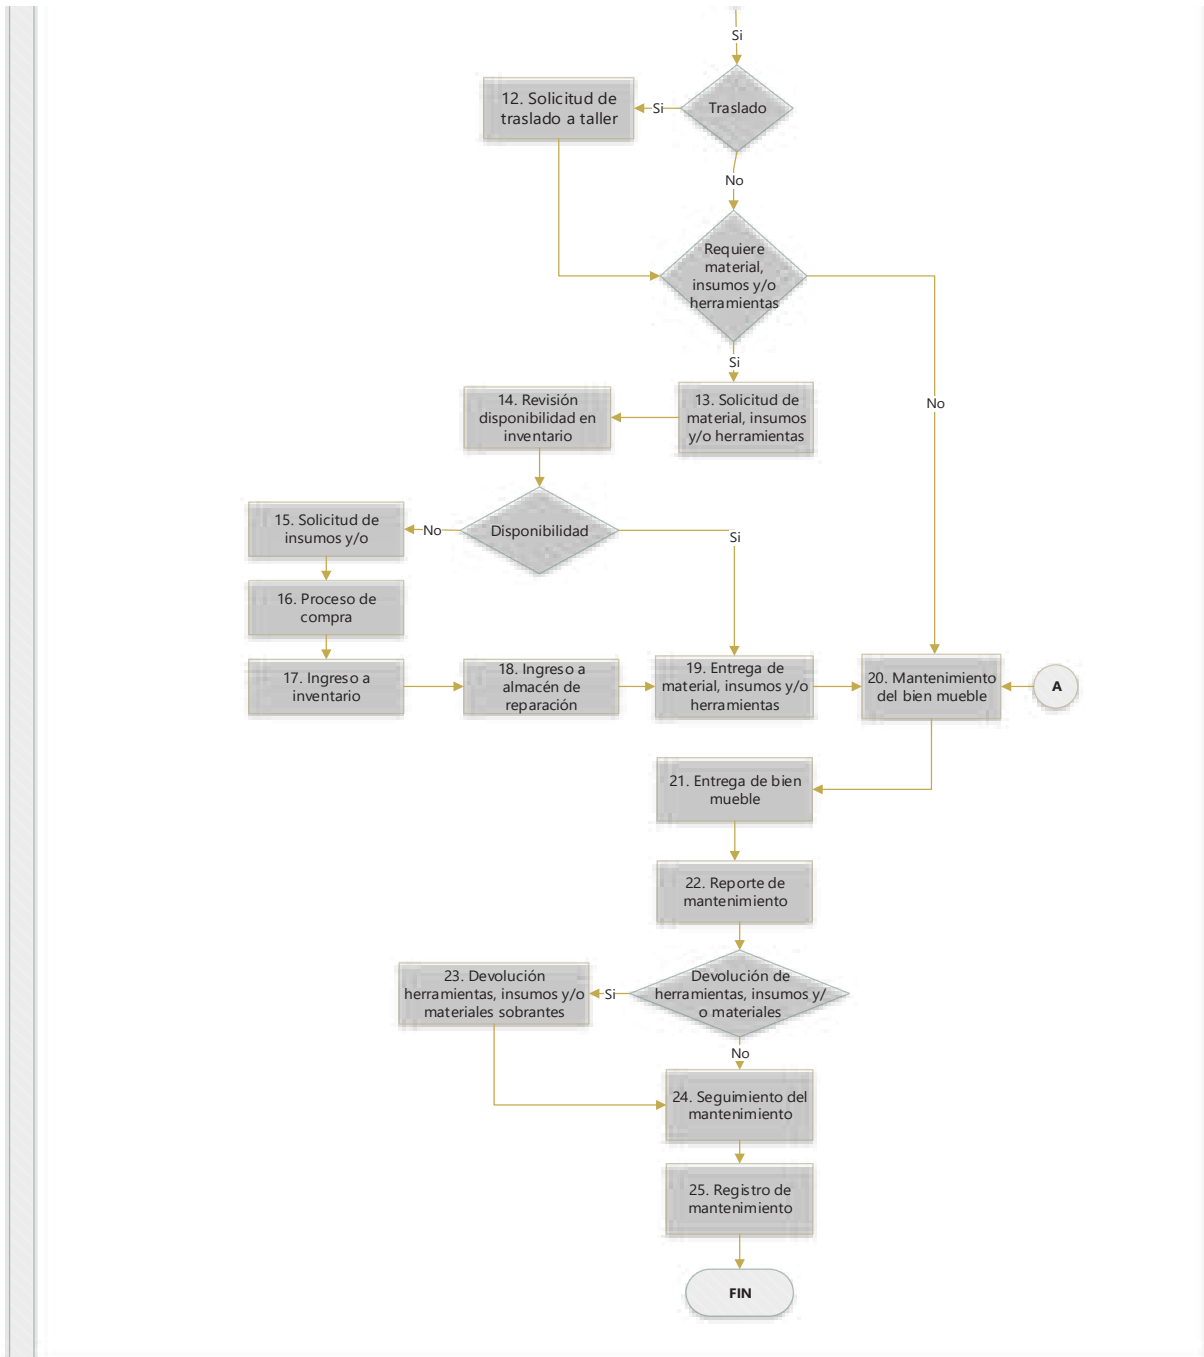 Si
Traslado
Si
12. Solicitud de
traslado a taller
No
Requiere
material,
insumos y/o
herramientas
Si
No
13. Solicitud de
material, insumos
y/o herramientas
14. Revisión
disponibilidad en
inventario
Disponibilidad
No
Si
15. Solicitud de
insumos y/o
16. Proceso de
compra
17. Ingreso a
inventario
18. Ingreso a
almacén de
reparación
19. Entrega de
material, insumos y/o
herramientas
20. Mantenimiento
del bien mueble
A
21. Entrega de bien
mueble
22. Reporte de
mantenimiento
Devolución de
herramientas, insumos y/
o materiales
Si
23. Devolución
herramientas, insumos y/o
materiales sobrantes
No
24. Seguimiento del
mantenimiento
25. Registro de
mantenimiento
FIN